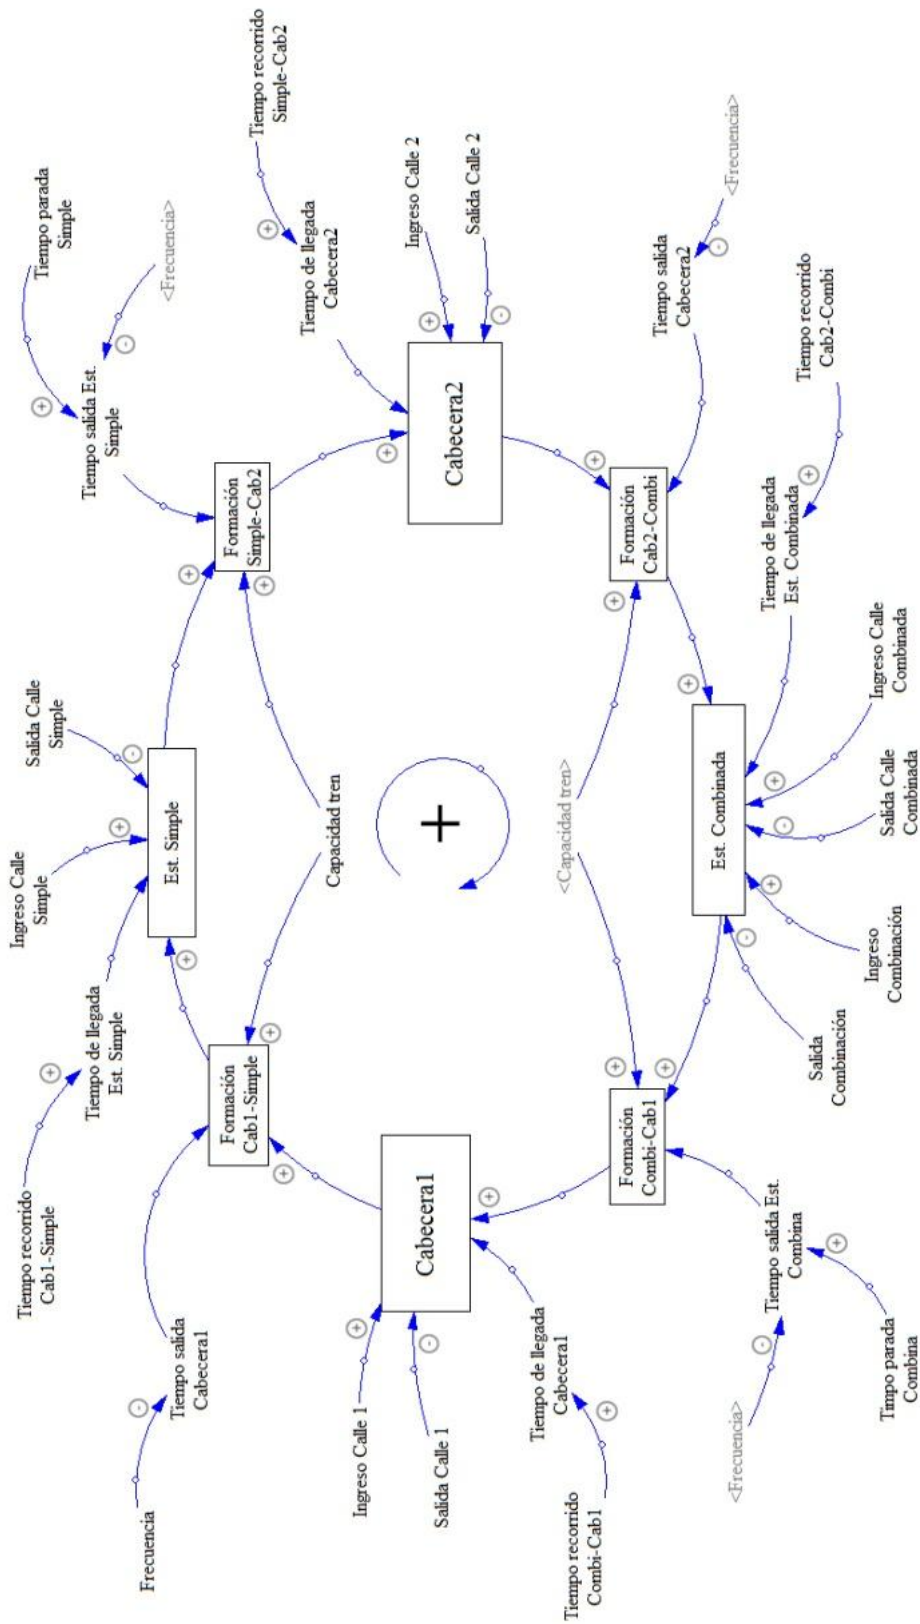 Ingreso Calle
Simple
Tiempo recorrido
Cab1-Simple
Salida Calle
Simple
Tiempo parada
Simple
Tiempo de llegada
Est. Simple
Tiempo salida Est.
Simple
<Frecuencia>
Frecuencia
Tiempo salida
Cabecera1
Est. Simple
Formación
Cab1-Simple
Formación
Simple-Cab2
Tiempo recorrido
Simple-Cab2
Capacidad tren
Tiempo de llegada
Cabecera2
Ingreso Calle 1
Salida Calle 1
Cabecera1
+
Cabecera2
Ingreso Calle 2
Salida Calle 2
Tiempo de llegada
Cabecera1
Tiempo recorrido
Combi-Cab1
<Capacidad tren>
Formación
Combi-Cab1
Formación
Cab2-Combi
Tiempo salida
Cabecera2
<Frecuencia>
<Frecuencia>
Tiempo salida Est.
Combina
Est. Combinada
Tiempo de llegada
Est. Combinada
Tiempo recorrido
Cab2-Combi
Timpo parada
Combina
Salida
Combinación
Ingreso
Combinación
Salida Calle
Combinada
Ingreso Calle
Combinada